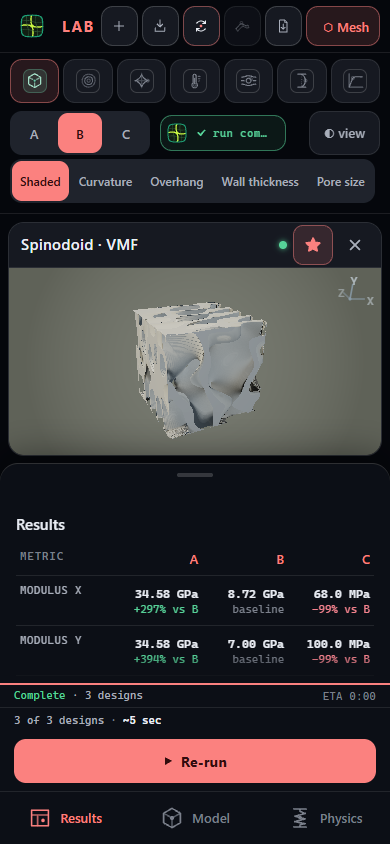 LAB
Mesh
A B C
run com…
view
Shaded Curvature Overhang Wall thickness Pore size
Spinodoid · VMF
Y
Z X
Results
METRIC A B C
MODULUS X 34.58 GPa 8.72 GPa 68.0 MPa
+297% vs B baseline −99% vs B
MODULUS Y 34.58 GPa 7.00 GPa 100.0 MPa
+394% vs B baseline −99% vs B
Complete · 3 designs ETA 0:00
3 of 3 designs · ~5 sec
Re-run
Results Model Physics